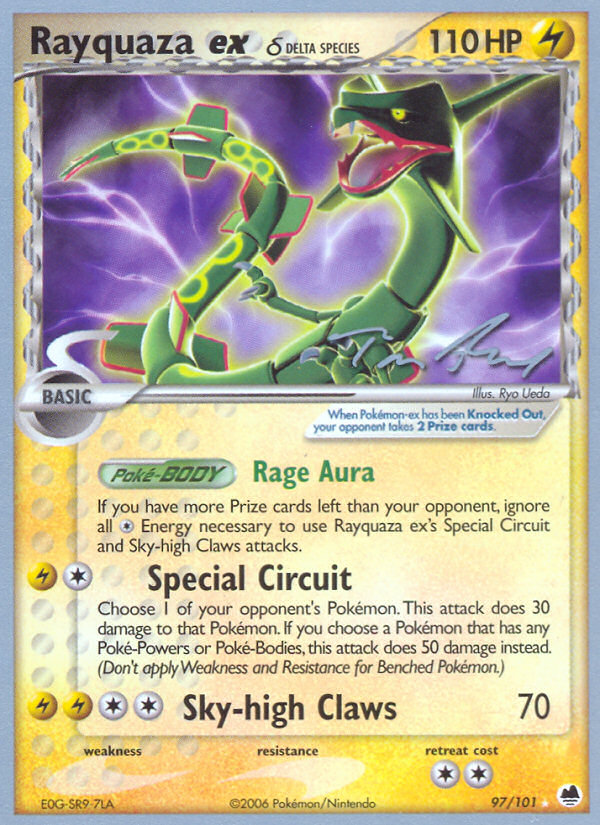 Rayquaza ex δ DELTA SPECIES 110 HP
BASIC
Illus. Ryo Ueda
When Pokémon-ex has been Knocked Out,
your opponent takes 2 Prize cards.
Poké-BODY Rage Aura
If you have more Prize cards left than your opponent, ignore
all Energy necessary to use Rayquaza ex's Special Circuit
and Sky-high Claws attacks.
Special Circuit
Choose 1 of your opponent's Pokémon. This attack does 30
damage to that Pokémon. If you choose a Pokémon that has any
Poké-Powers or Poké-Bodies, this attack does 50 damage instead.
(Don't apply Weakness and Resistance for Benched Pokémon.)
Sky-high Claws 70
weakness resistance retreat cost
E0G-SR9-7LA ©2006 Pokémon/Nintendo 97/101